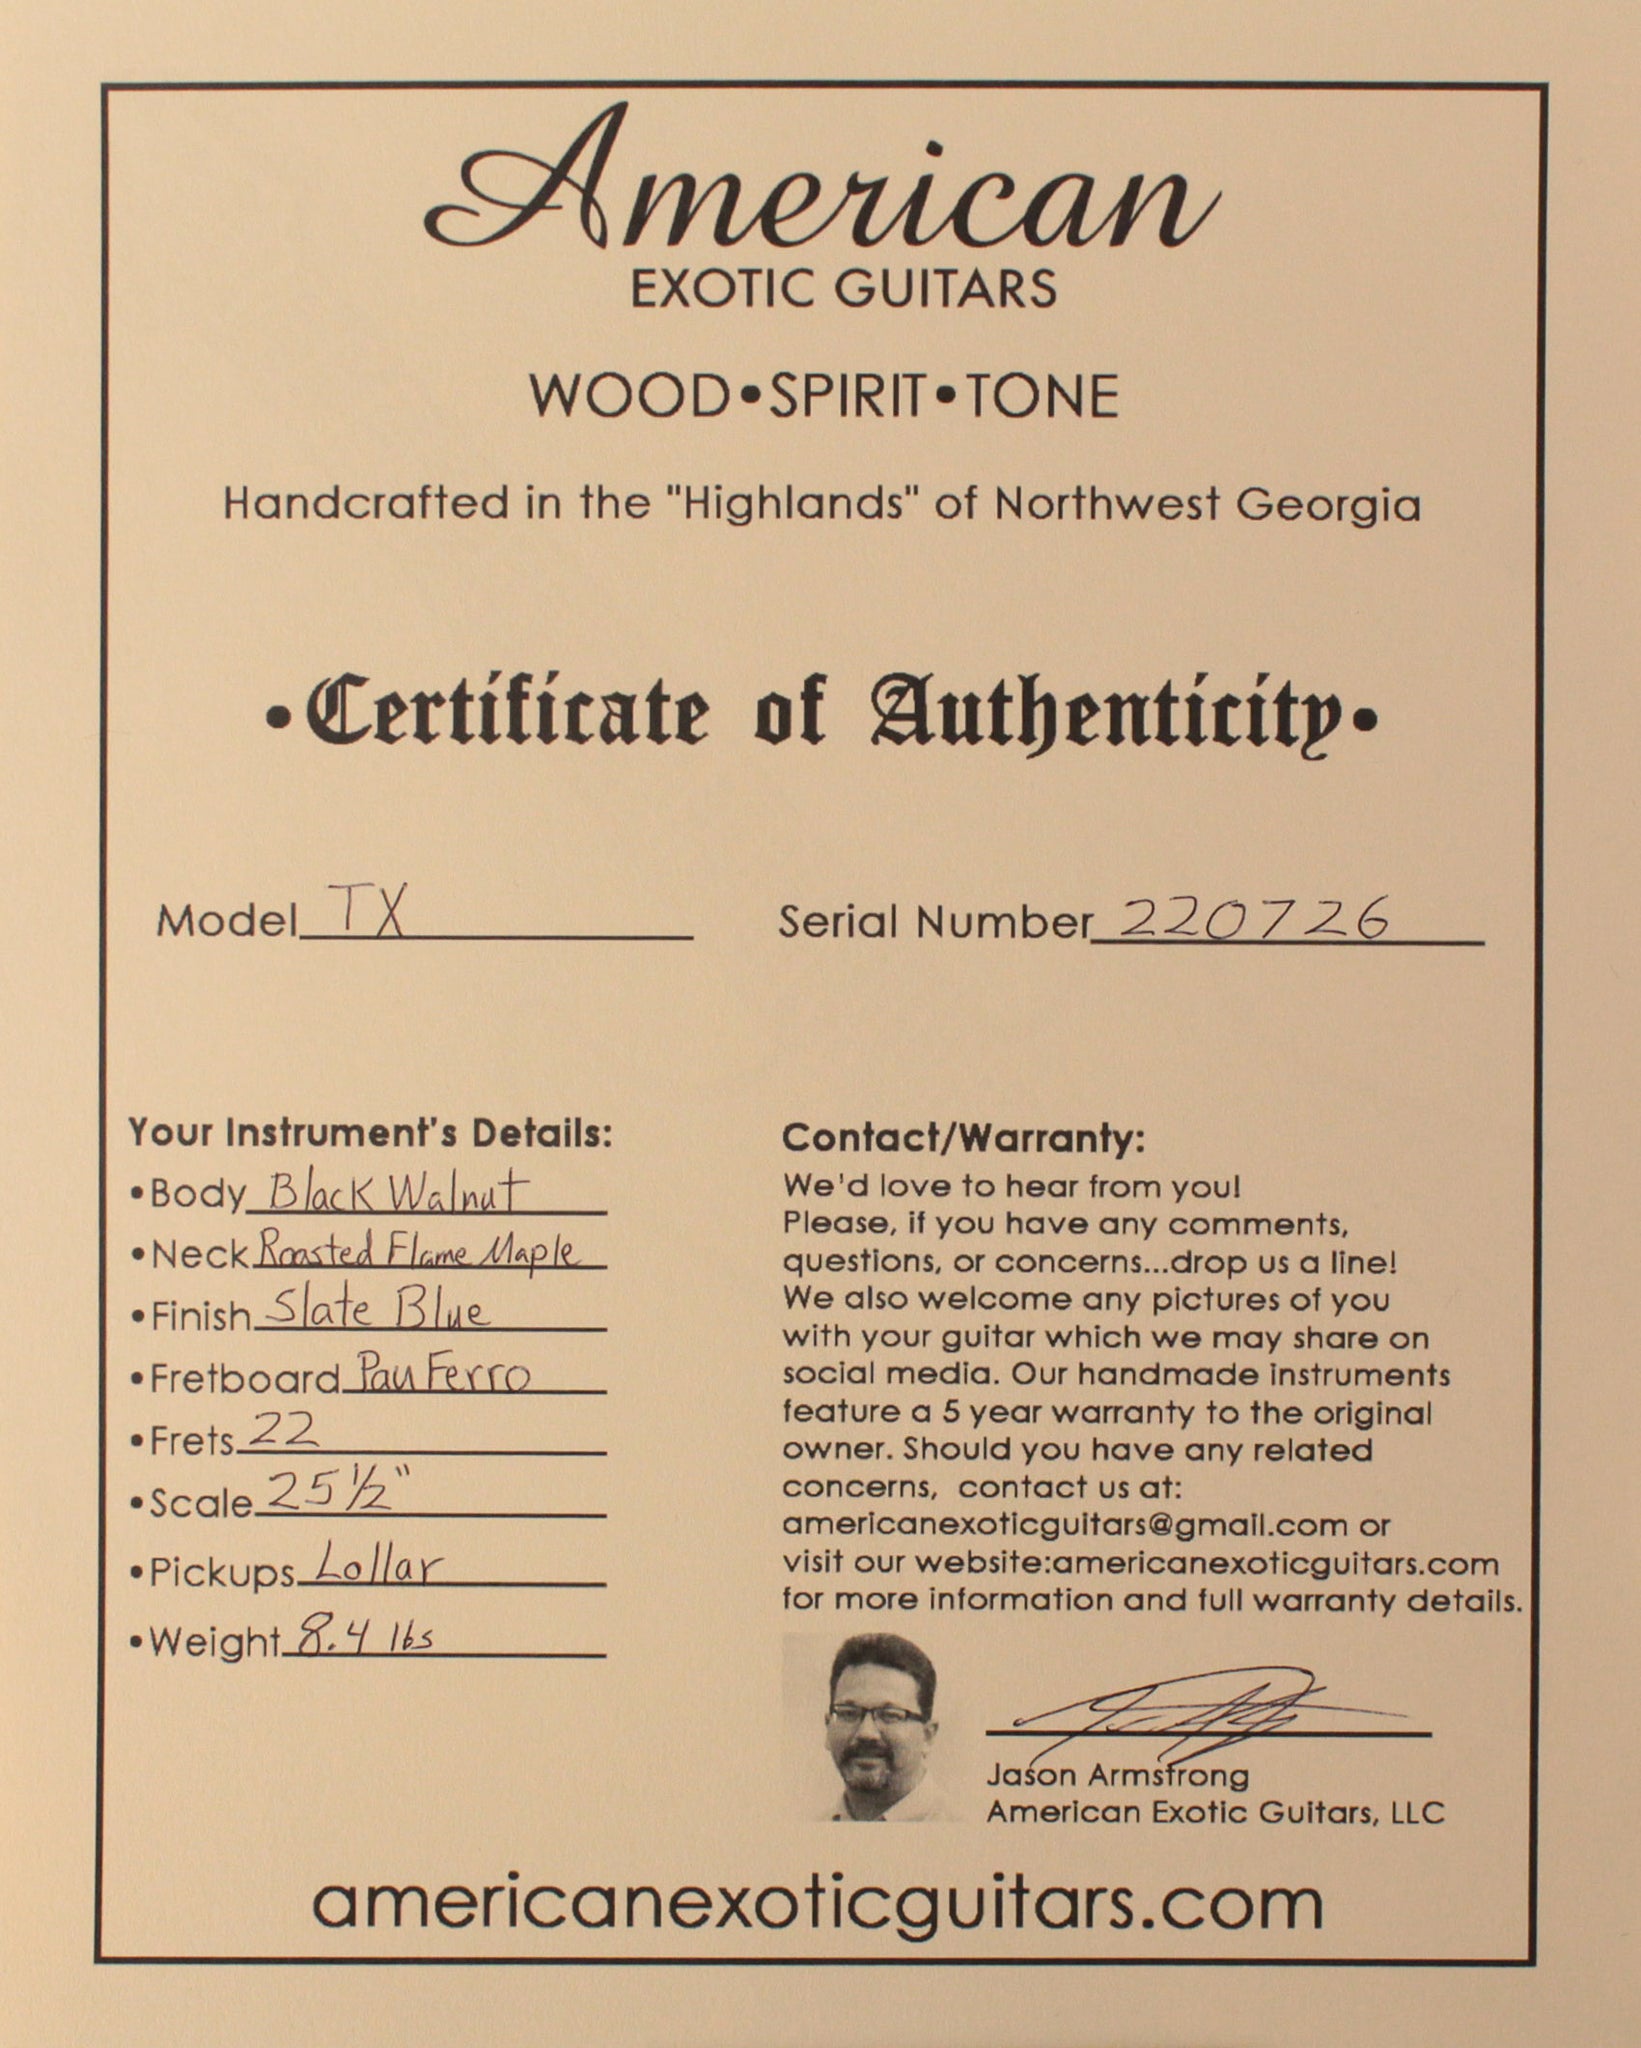 American
EXOTIC GUITARS
WOOD•SPIRIT•TONE
Handcrafted in the "Highlands" of Northwest Georgia
•Certificate of Authenticity•
Model TX
Serial Number 220726
Your Instrument's Details:
•Body Black Walnut
•Neck Roasted Flame Maple
•Finish Slate Blue
•Fretboard Pau Ferro
•Frets 22
•Scale 25 1/2"
•Pickups Lollar
•Weight 8.4 lbs
Contact/Warranty:
We'd love to hear from you!
Please, if you have any comments,
questions, or concerns...drop us a line!
We also welcome any pictures of you
with your guitar which we may share on
social media. Our handmade instruments
feature a 5 year warranty to the original
owner. Should you have any related
concerns,  contact us at:
americanexoticguitars@gmail.com or
visit our website:americanexoticguitars.com
for more information and full warranty details.
Jason Armstrong
American Exotic Guitars, LLC
americanexoticguitars.com